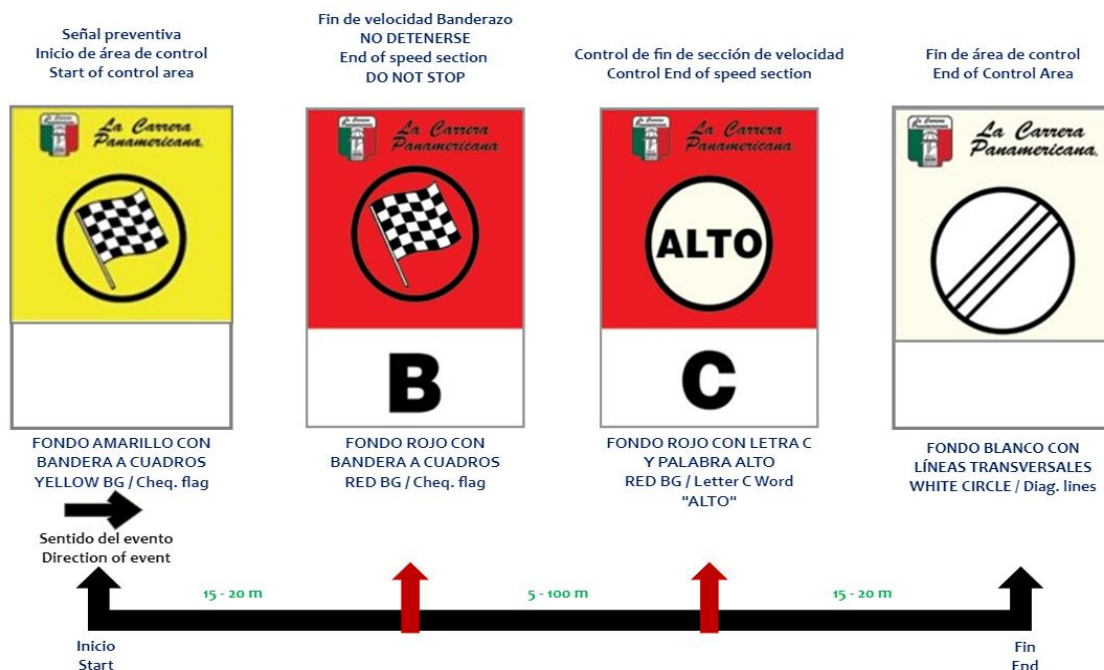 Señal preventiva
Inicio de área de control
Start of control area
Fin de velocidad Banderazo
NO DETENERSE
End of speed section
DO NOT STOP
Control de fin de sección de velocidad
Control End of speed section
Fin de área de control
End of Control Area
La Carrera
Panamericana
La Carrera
Panamericana
La Carrera
Panamericana
La Carrera
Panamericana
ALTO
B
C
FONDO AMARILLO CON
BANDERA A CUADROS
YELLOW BG / Cheq. flag
FONDO ROJO CON
BANDERA A CUADROS
RED BG / Cheq. flag
FONDO ROJO CON LETRA C
Y PALABRA ALTO
RED BG / Letter C Word
"ALTO"
FONDO BLANCO CON
LÍNEAS TRANSVERSALES
WHITE CIRCLE / Diag. lines
Sentido del evento
Direction of event
15 - 20 m
5 - 100 m
15 - 20 m
Inicio
Start
Fin
End